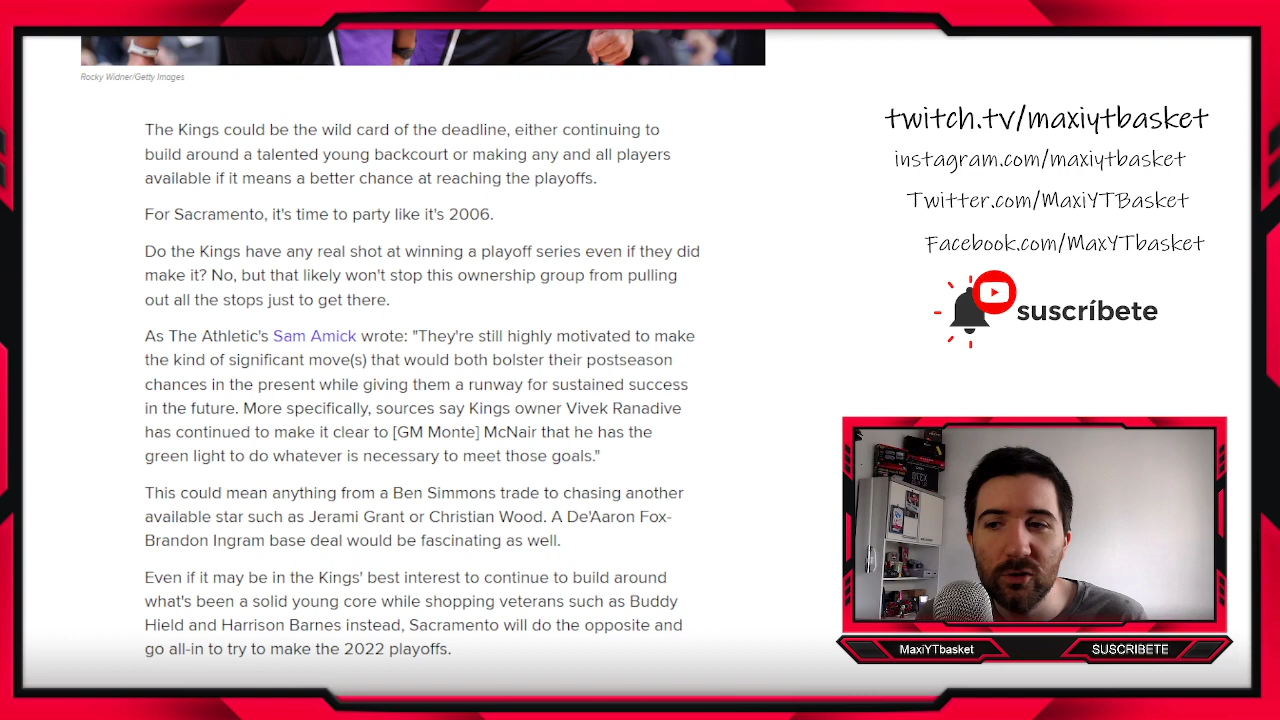 Rocky Widner/Getty Images
The Kings could be the wild card of the deadline, either continuing to
build around a talented young backcourt or making any and all players
available if it means a better chance at reaching the playoffs.
For Sacramento, it's time to party like it's 2006.
Do the Kings have any real shot at winning a playoff series even if they did
make it? No, but that likely won't stop this ownership group from pulling
out all the stops just to get there.
As The Athletic's Sam Amick wrote: "They're still highly motivated to make
the kind of significant move(s) that would both bolster their postseason
chances in the present while giving them a runway for sustained success
in the future. More specifically, sources say Kings owner Vivek Ranadive
has continued to make it clear to [GM Monte] McNair that he has the
green light to do whatever is necessary to meet those goals."
This could mean anything from a Ben Simmons trade to chasing another
available star such as Jerami Grant or Christian Wood. A De'Aaron Fox-
Brandon Ingram base deal would be fascinating as well.
Even if it may be in the Kings' best interest to continue to build around
what's been a solid young core while shopping veterans such as Buddy
Hield and Harrison Barnes instead, Sacramento will do the opposite and
go all-in to try to make the 2022 playoffs.
twitch.tv/maxiytbasket
instagram.com/maxiytbasket
Twitter.com/MaxiYTBasket
Facebook.com/MaxYTbasket
suscríbete
MaxiYTbasket
SUSCRIBETE